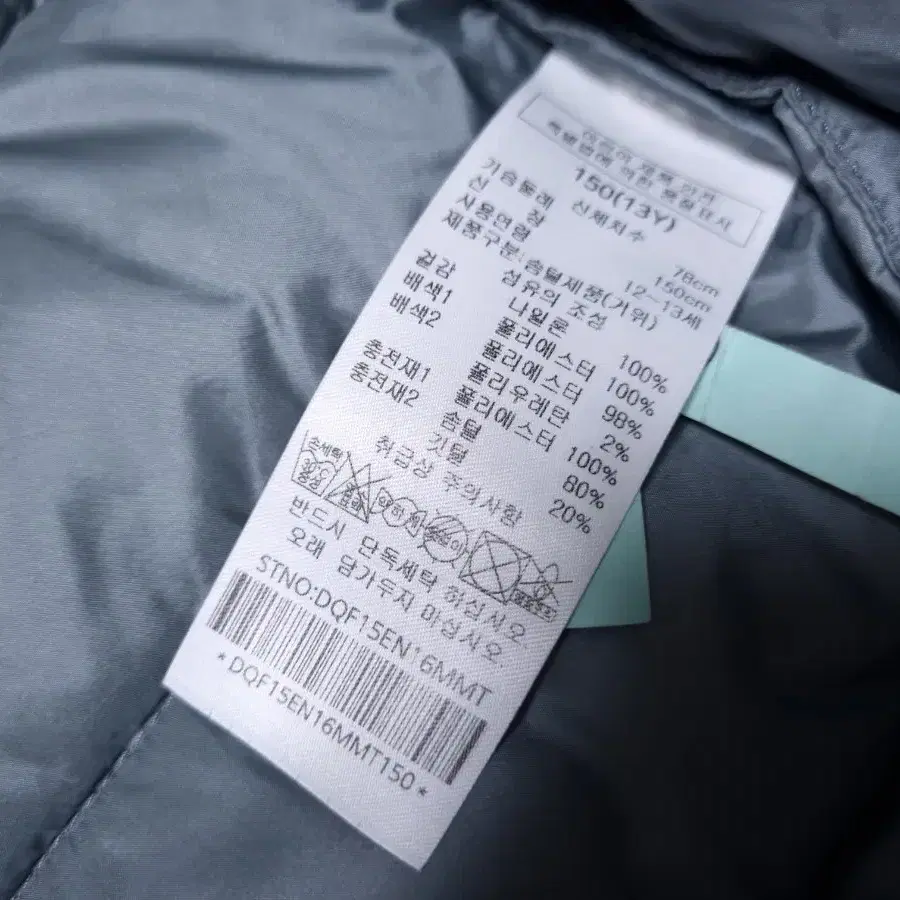 어린이 제품 안전
특별법에 의한 품질표시
150(13Y)
신체치수
가슴둘레 78cm
신 장 150cm
사용연령 12~13세
제품구분:솜털제품(거위)
섬유의 조성
겉감 나일론 100%
배색1 폴리에스터 100%
배색2 폴리에스터 98%
폴리우레탄 2%
충전재1 폴리에스터 100%
충전재2 솜털 80%
깃털 20%
취급상 주의사항
손세탁
중성
반드시 단독세탁 하십시오
오래 담가두지 마십시오
STNO:DQF15EN16MMT
*DQF15EN16MMT150*